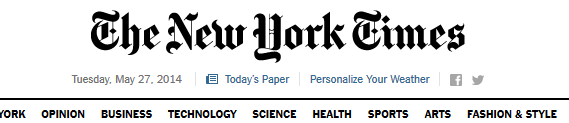 The New York Times
Tuesday, May 27, 2014 Today's Paper Personalize Your Weather
YORK OPINION BUSINESS TECHNOLOGY SCIENCE HEALTH SPORTS ARTS FASHION & STYLE